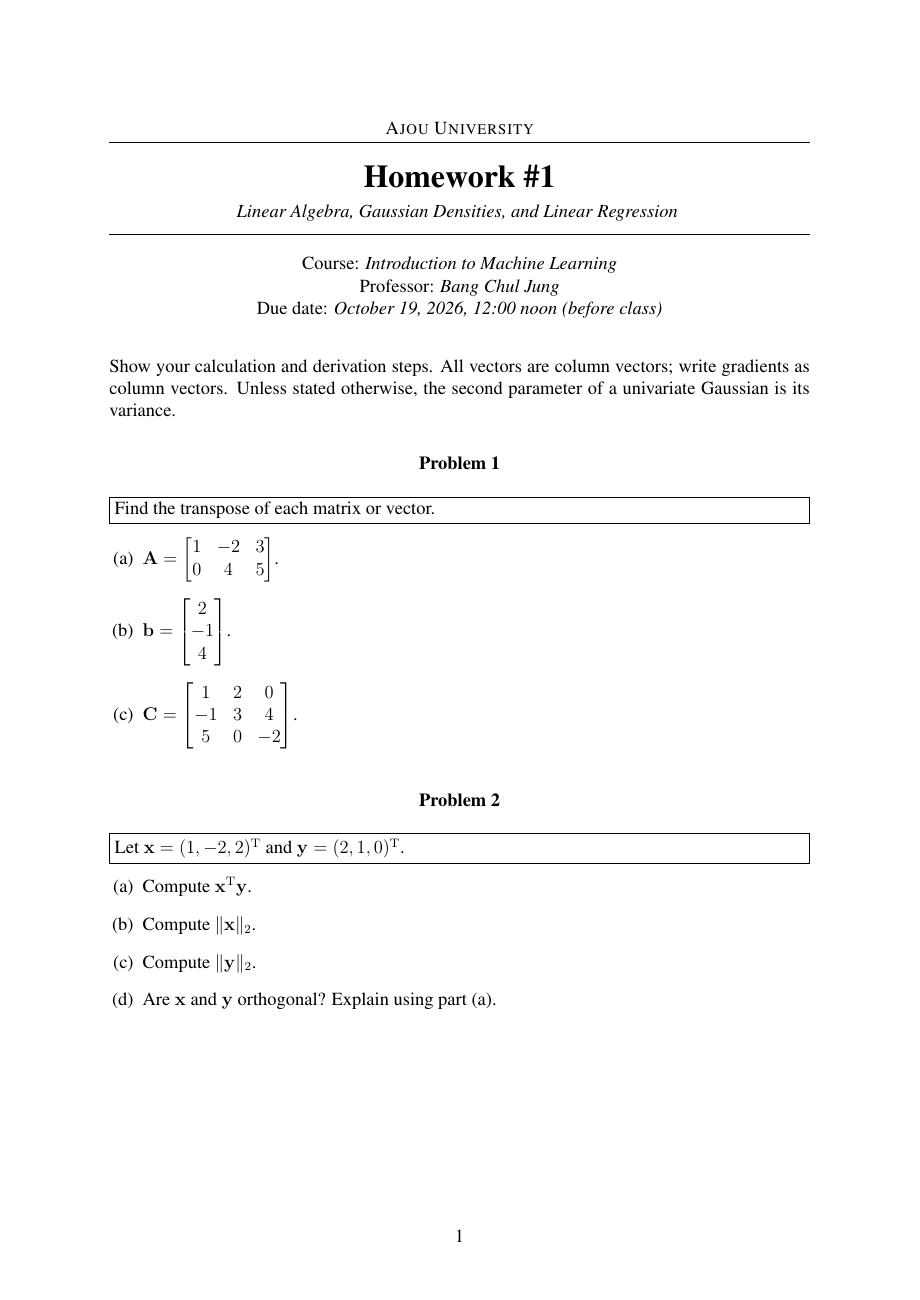 AJOU UNIVERSITY
Homework #1
Linear Algebra, Gaussian Densities, and Linear Regression
Course: Introduction to Machine Learning
Professor: Bang Chul Jung
Due date: October 19, 2026, 12:00 noon (before class)
Show your calculation and derivation steps. All vectors are column vectors; write gradients as
column vectors. Unless stated otherwise, the second parameter of a univariate Gaussian is its
variance.
Problem 1
Find the transpose of each matrix or vector.
(a) A = [1 −2 3
0 4 5].
(b) b = [2
−1
4].
(c) C = [1 2 0
−1 3 4
5 0 −2].
Problem 2
Let x = (1, −2, 2)ᵀ and y = (2, 1, 0)ᵀ.
(a) Compute xᵀy.
(b) Compute ‖x‖₂.
(c) Compute ‖y‖₂.
(d) Are x and y orthogonal? Explain using part (a).
1